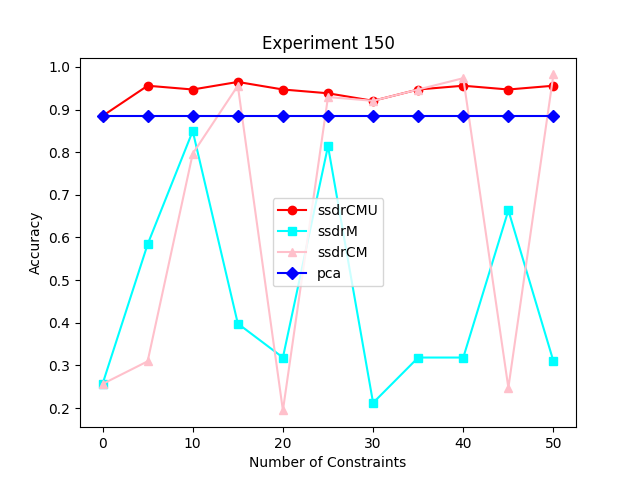 Experiment 150
1.0
0.9
0.8
0.7
0.6
0.5
0.4
0.3
0.2
Accuracy
ssdrCMU
ssdrM
ssdrCM
pca
0 10 20 30 40 50
Number of Constraints